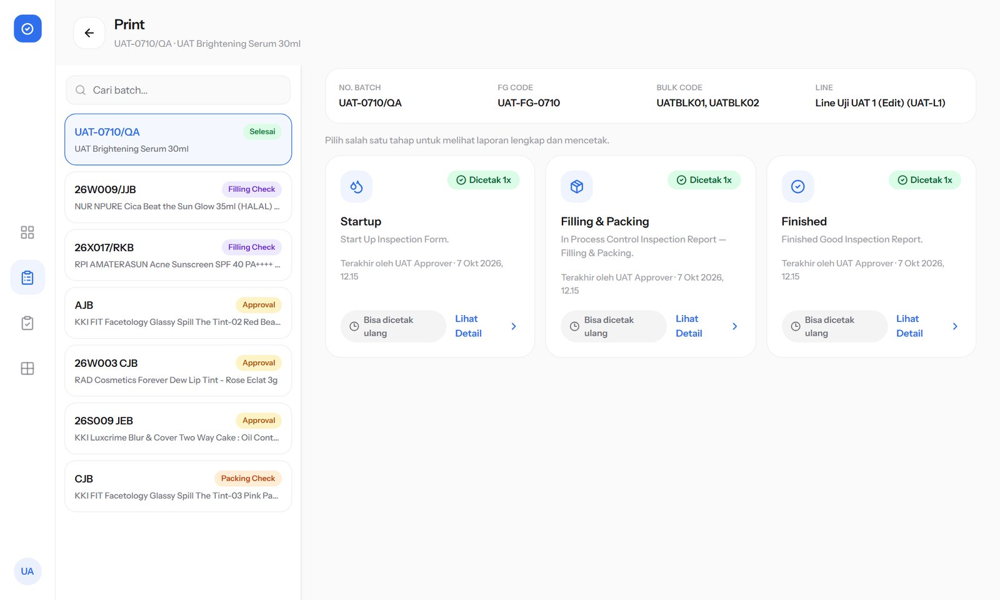 Print
UAT-0710/QA · UAT Brightening Serum 30ml
Cari batch...
UAT-0710/QA
Selesai
UAT Brightening Serum 30ml
26W009/JJB
Filling Check
NUR NPURE Cica Beat the Sun Glow 35ml (HALAL) ...
26X017/RKB
Filling Check
RPI AMATERASUN Acne Sunscreen SPF 40 PA++++ ...
AJB
Approval
KKI FIT Facetology Glassy Spill The Tint-02 Red Bea...
26W003 CJB
Approval
RAD Cosmetics Forever Dew Lip Tint - Rose Eclat 3g
26S009 JEB
Approval
KKI Luxcrime Blur & Cover Two Way Cake : Oil Cont...
CJB
Packing Check
KKI FIT Facetology Glassy Spill The Tint-03 Pink Pa...
UA
NO. BATCH
UAT-0710/QA
FG CODE
UAT-FG-0710
BULK CODE
UATBLK01, UATBLK02
LINE
Line Uji UAT 1 (Edit) (UAT-L1)
Pilih salah satu tahap untuk melihat laporan lengkap dan mencetak.
Dicetak 1x
Startup
Start Up Inspection Form.
Terakhir oleh UAT Approver · 7 Okt 2026,
12.15
Bisa dicetak
ulang
Lihat
Detail
Dicetak 1x
Filling & Packing
In Process Control Inspection Report —
Filling & Packing.
Terakhir oleh UAT Approver · 7 Okt 2026,
12.15
Bisa dicetak
ulang
Lihat
Detail
Dicetak 1x
Finished
Finished Good Inspection Report.
Terakhir oleh UAT Approver · 7 Okt 2026,
12.15
Bisa dicetak
ulang
Lihat
Detail